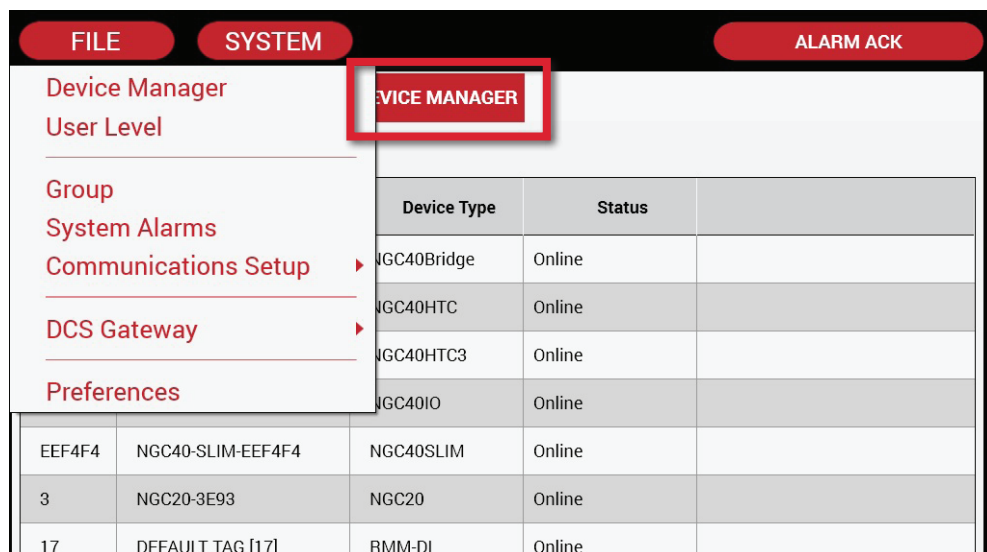 FILE SYSTEM ALARM ACK
Device Manager
User Level
Group
System Alarms
Communications Setup
DCS Gateway
Preferences
MANAGER
Device Type Status
NGC40Bridge Online
NGC40HTC Online
NGC40HTC3 Online
NGC40IO Online
EEF4F4 NGC40-SLIM-EEF4F4 NGC40SLIM Online
3 NGC20-3E93 NGC20 Online
17 DEFAULT TAG [17] RMM-DI Online